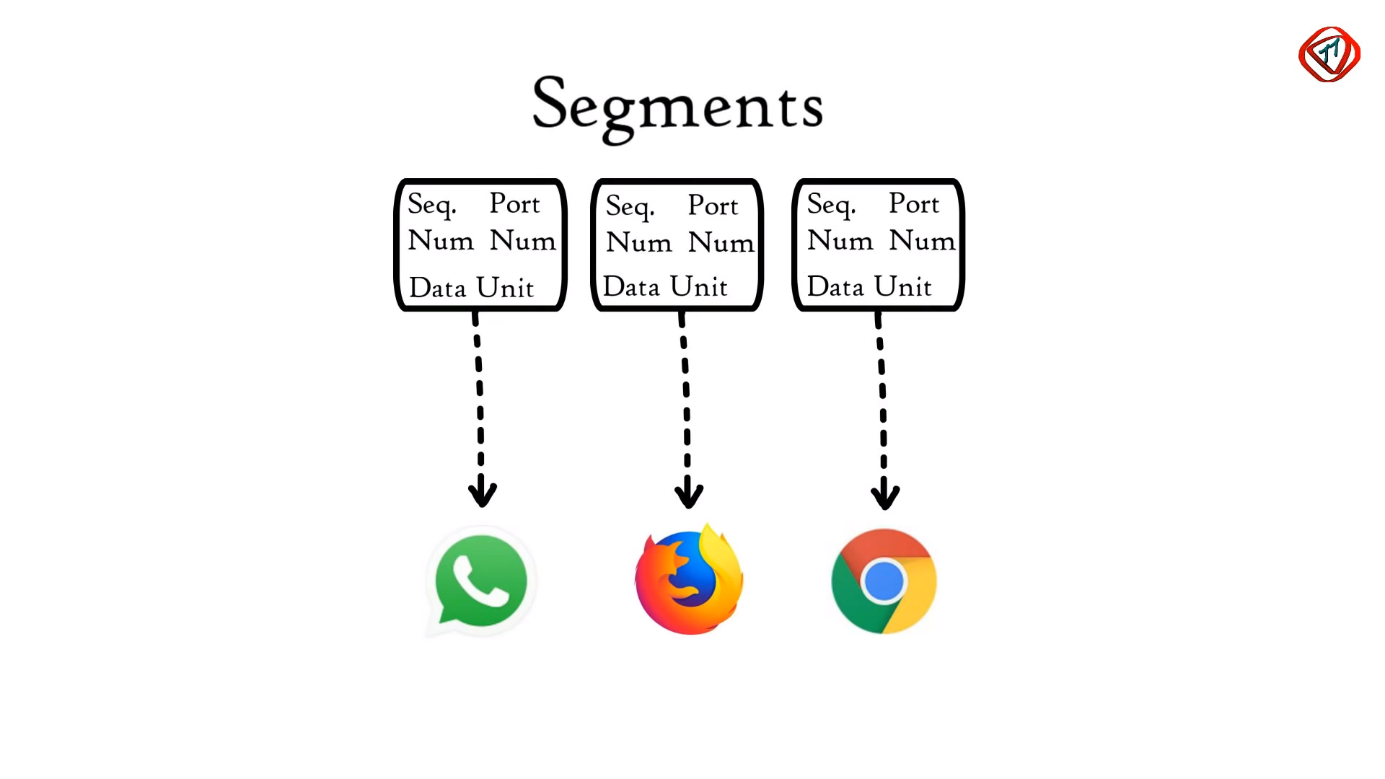 Segments
Seq. Port
Num Num
Data Unit
Seq. Port
Num Num
Data Unit
Seq. Port
Num Num
Data Unit